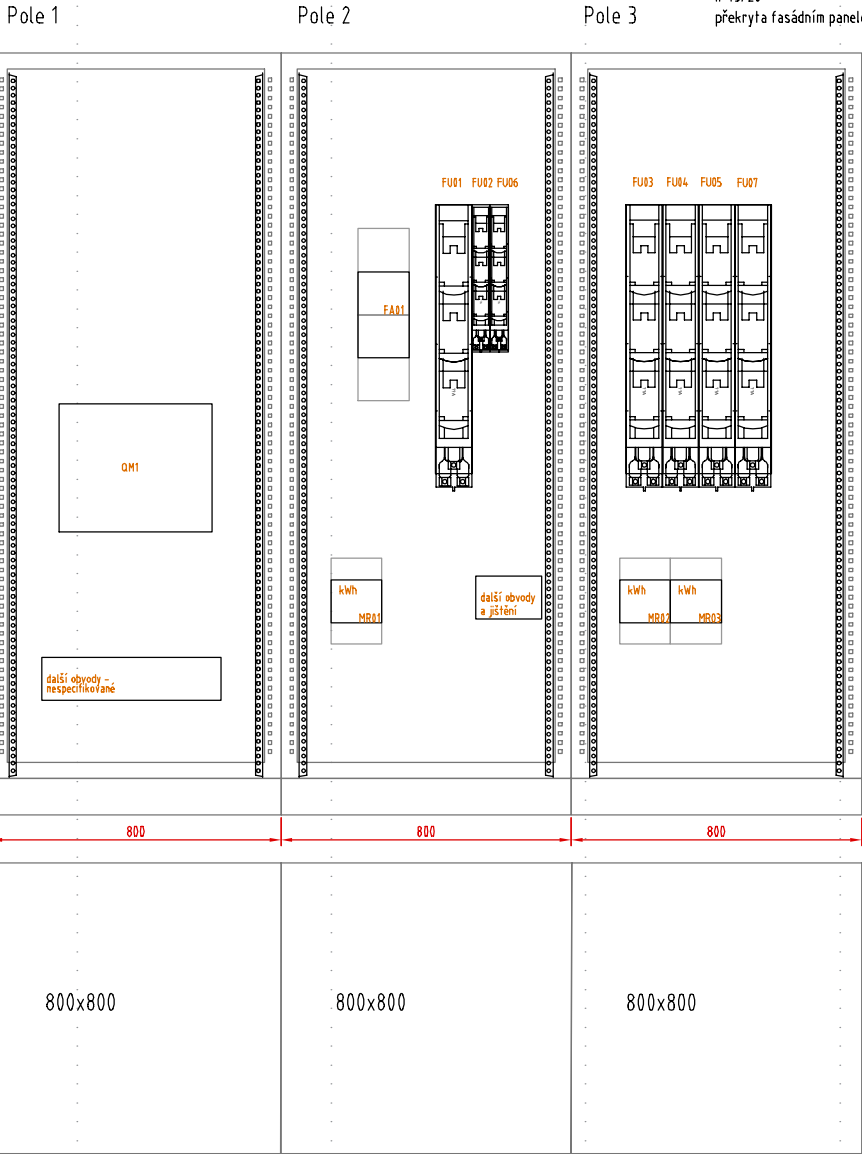 Pole 1
Pole 2
Pole 3
překryta fasádním panel
FU01 FU02 FU06
FU03 FU04 FU05 FU07
FA01
QM1
kWh
MR01
další obvody
a jištění
kWh
MR02
kWh
MR03
další obvody -
nespecifikované
800
800
800
800x800
800x800
800x800